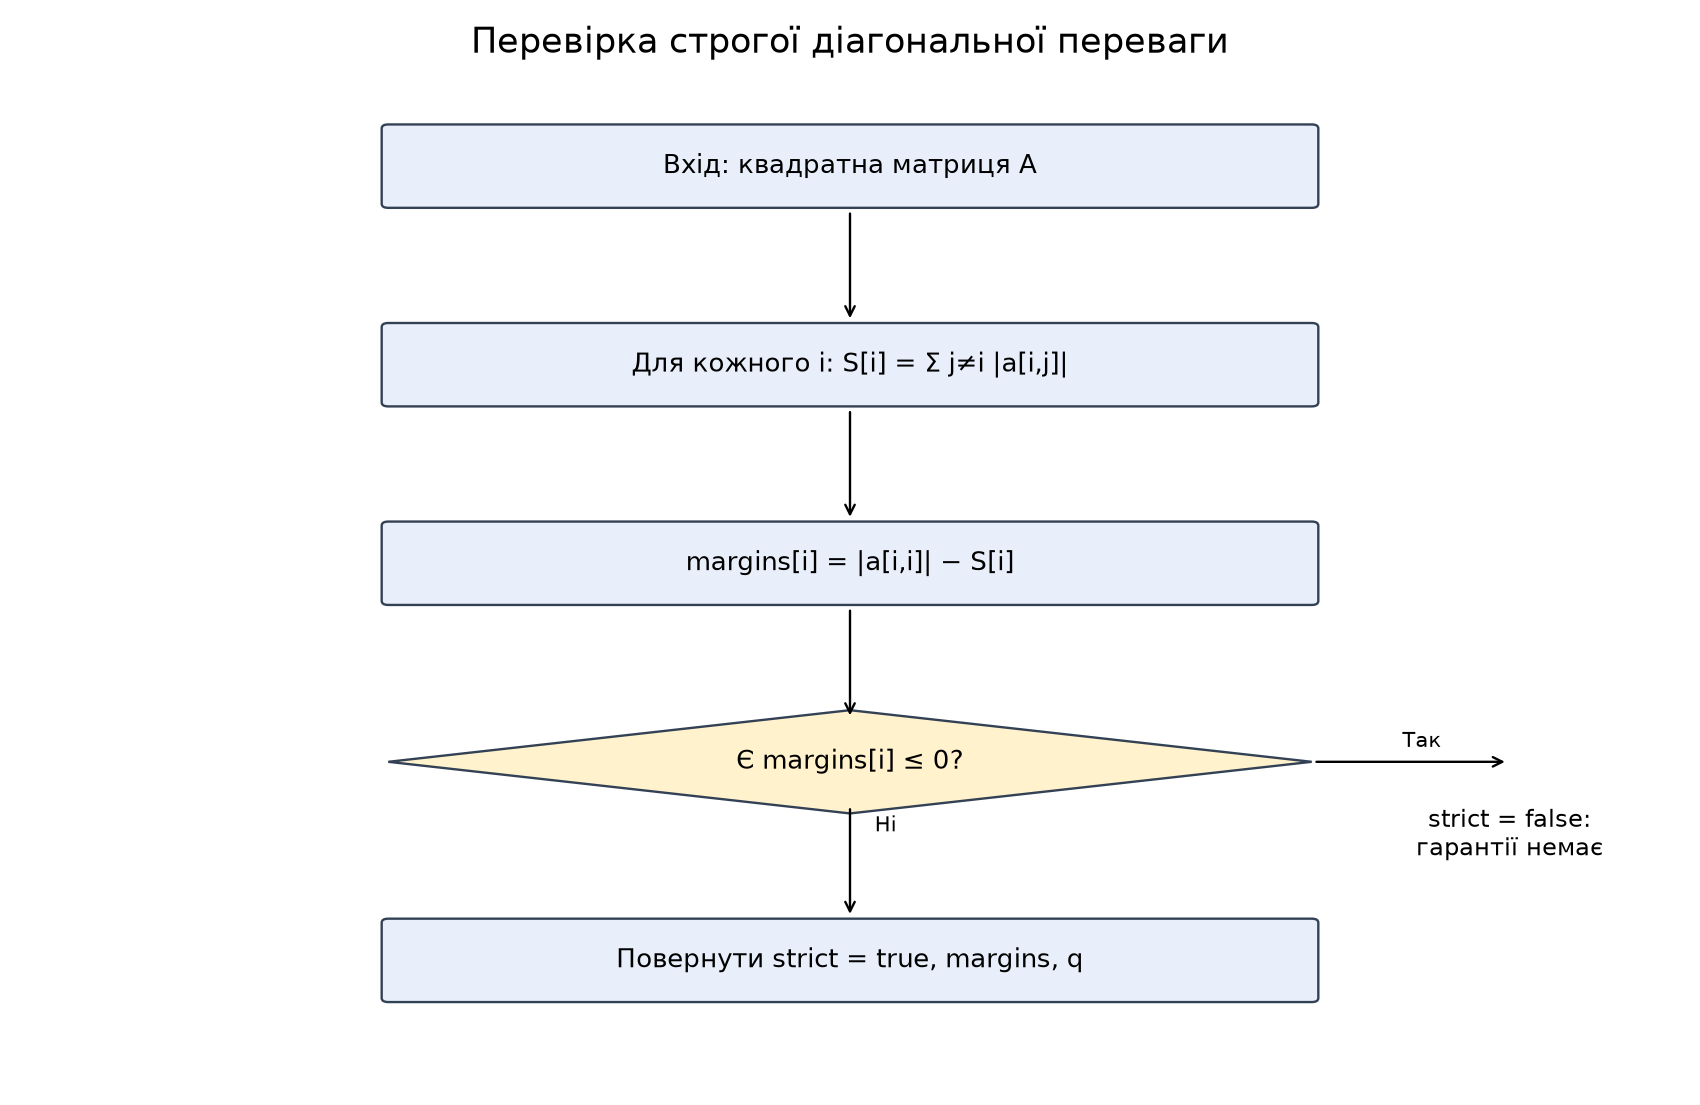 Перевірка строгої діагональної переваги
Вхід: квадратна матриця A
Для кожного i: S[i] = Σ j≠i |a[i,j]|
margins[i] = |a[i,i]| − S[i]
Є margins[i] ≤ 0?
Так
strict = false:
гарантії немає
Ні
Повернути strict = true, margins, q